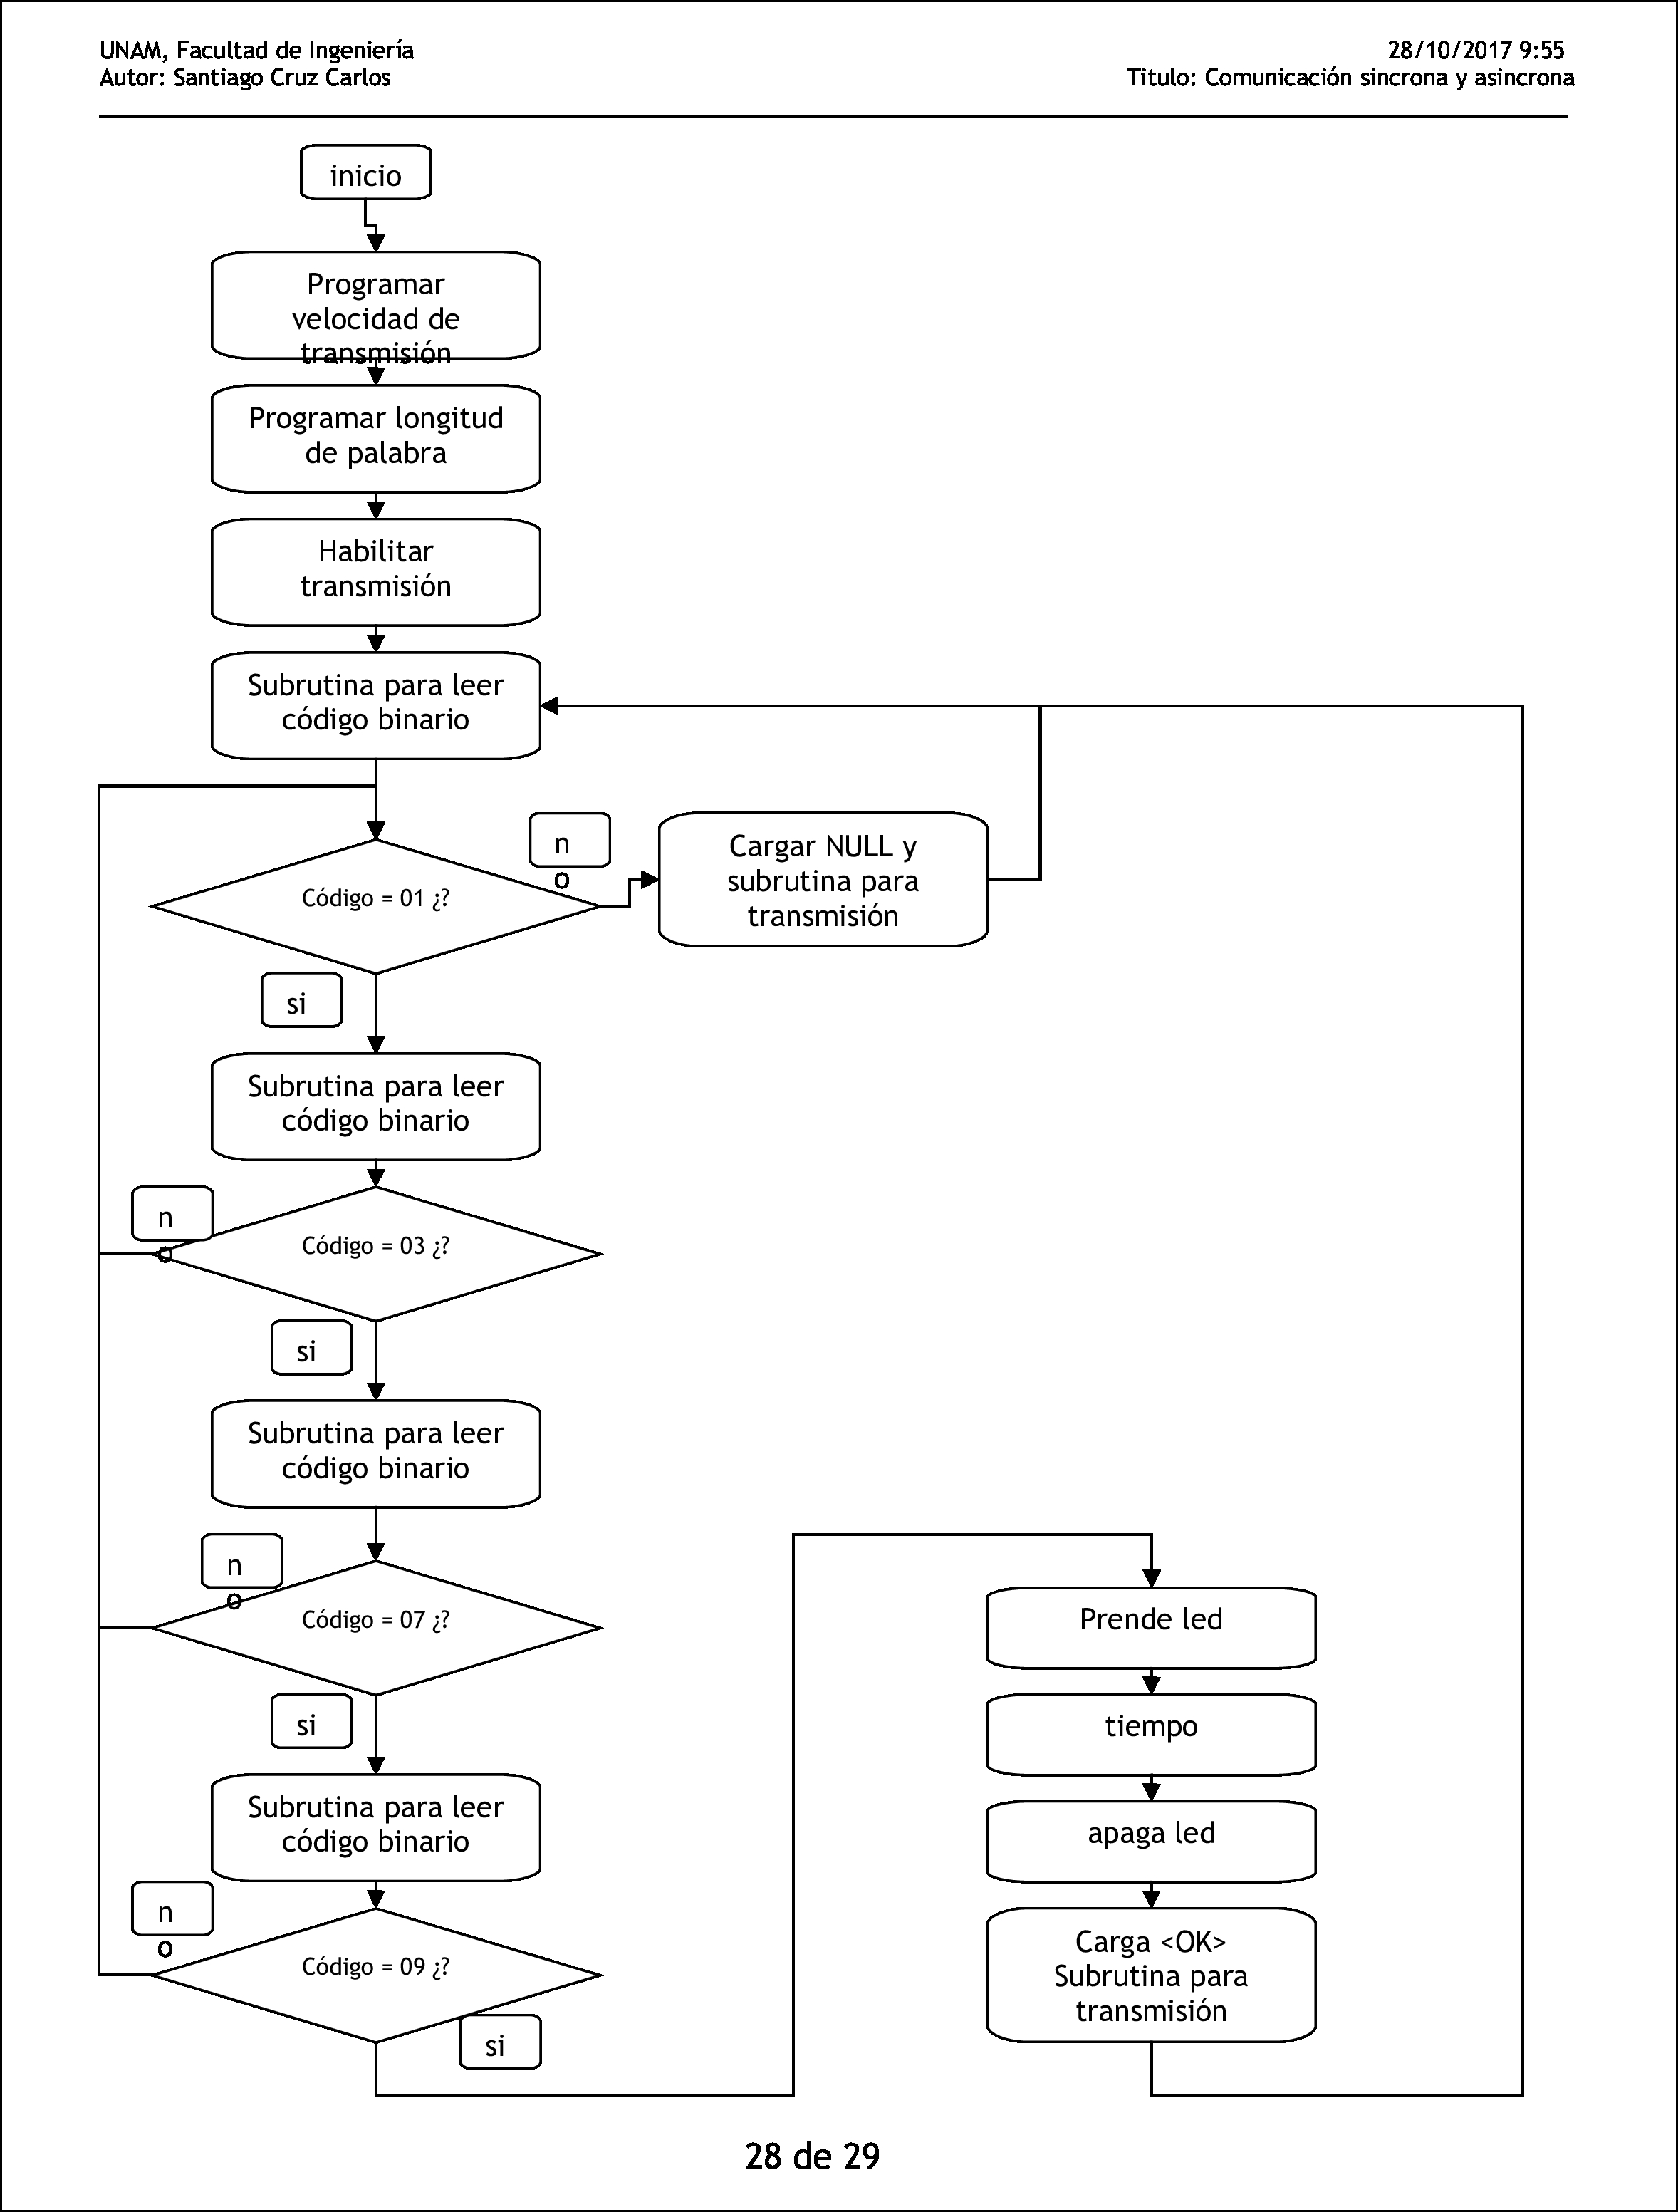 UNAM, Facultad de Ingeniería
28/10/2017 9:55
Autor: Santiago Cruz Carlos
Titulo: Comunicación sincrona y asincrona
inicio
Programar
velocidad de
transmisión
Programar longitud
de palabra
Habilitar
transmisión
Subrutina para leer
código binario
n
o
Cargar NULL y
subrutina para
transmisión
Código = 01 ¿?
si
Subrutina para leer
código binario
n
o
Código = 03 ¿?
si
Subrutina para leer
código binario
n
o
Código = 07 ¿?
si
Subrutina para leer
código binario
n
o
Código = 09 ¿?
si
Prende led
tiempo
apaga led
Carga <OK>
Subrutina para
transmisión
28 de 29